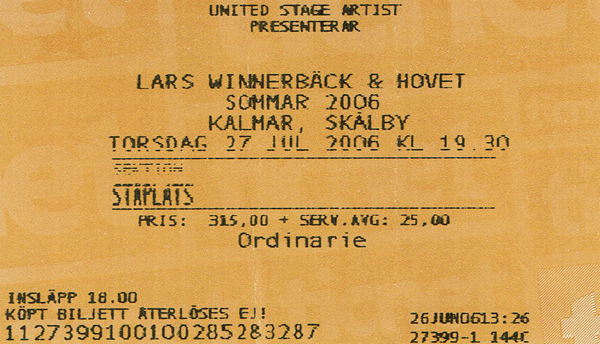 UNITED STAGE ARTIST
PRESENTERAR
LARS WINNERBÄCK & HOVET
SOMMAR 2006
KALMAR, SKÄLBY
TORSDAG 27 JUL 2006 KL 19.30
SEKTION
STÅPLATS
PRIS: 315,00 + SERV.AVG: 25,00
Ordinarie
INSLÄPP 18.00
KÖPT BILJETT ÅTERLÖSES EJ!
26JUN0613:26
1127399100100285283287
27399-1 144C